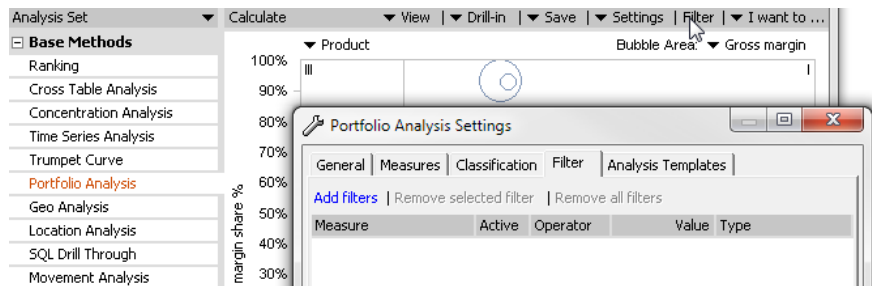 Analysis Set
Base Methods
Ranking
Cross Table Analysis
Concentration Analysis
Time Series Analysis
Trumpet Curve
Portfolio Analysis
Geo Analysis
Location Analysis
SQL Drill Through
Movement Analysis
Calculate View | Drill-in | Save | Settings | Filter | I want to ...
Product Bubble Area: Gross margin
III I
100%
90%
80%
70%
60%
50%
40%
30%
margin share %
Portfolio Analysis Settings
General | Measures | Classification Filter Analysis Templates |
Add filters | Remove selected filter | Remove all filters
Measure Active Operator Value Type